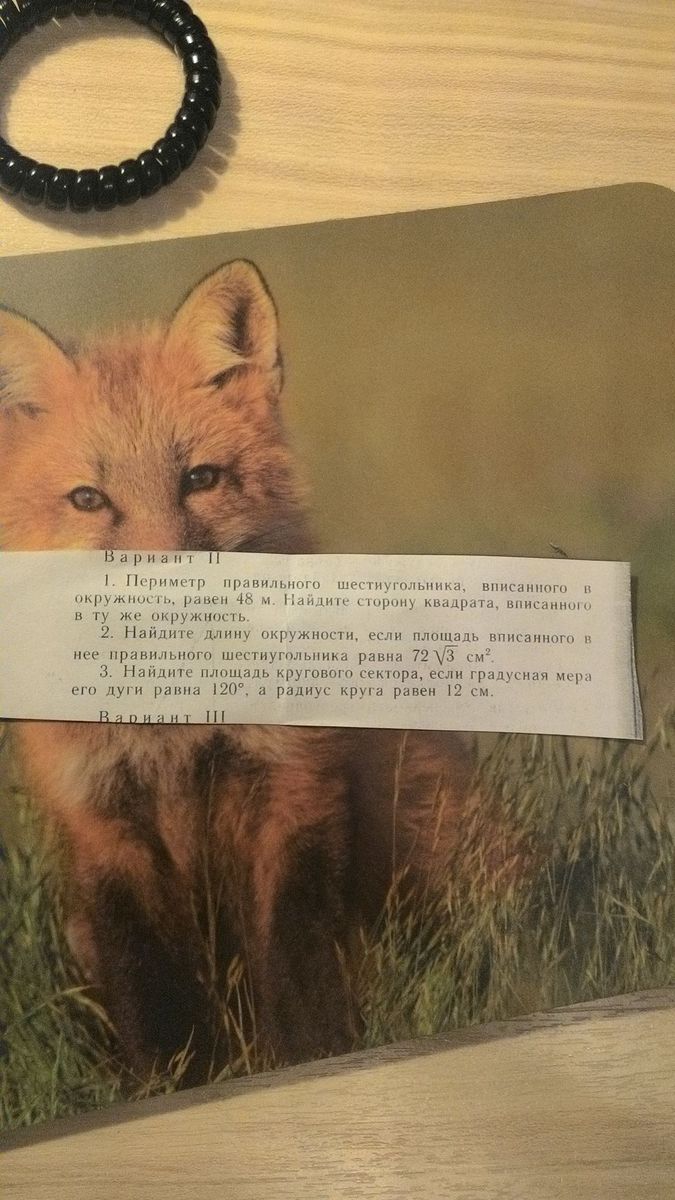 Вариант II
1. Периметр правильного шестиугольника, вписанного в
окружность, равен 48 м. Найдите сторону квадрата, вписанного
в ту же окружность.
2. Найдите длину окружности, если площадь вписанного в
нее правильного шестиугольника равна 72 √3 см².
3. Найдите площадь кругового сектора, если градусная мера
его дуги равна 120°, а радиус круга равен 12 см.
Вариант III